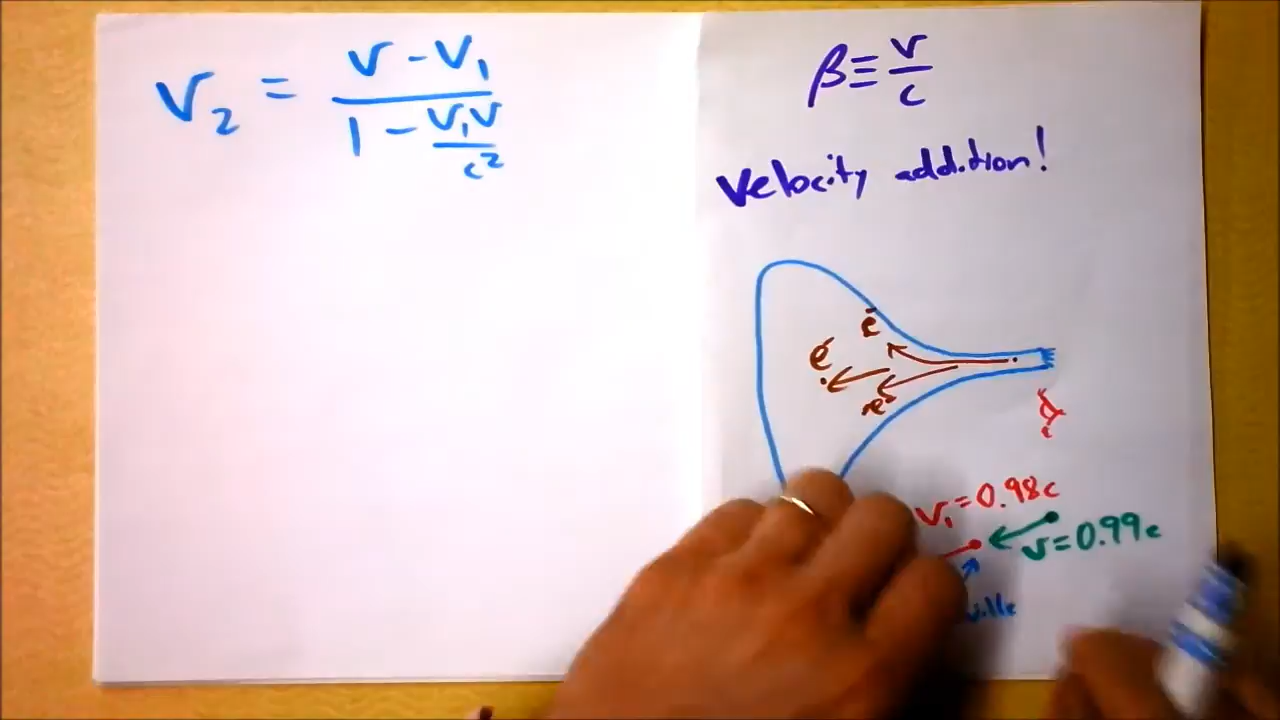 v₂ = (v - v₁) / (1 - v₁v/c²)
β ≡ v/c
Velocity addition!
e⁻
e⁻
e⁻
v₁ = 0.98c
v = 0.99c